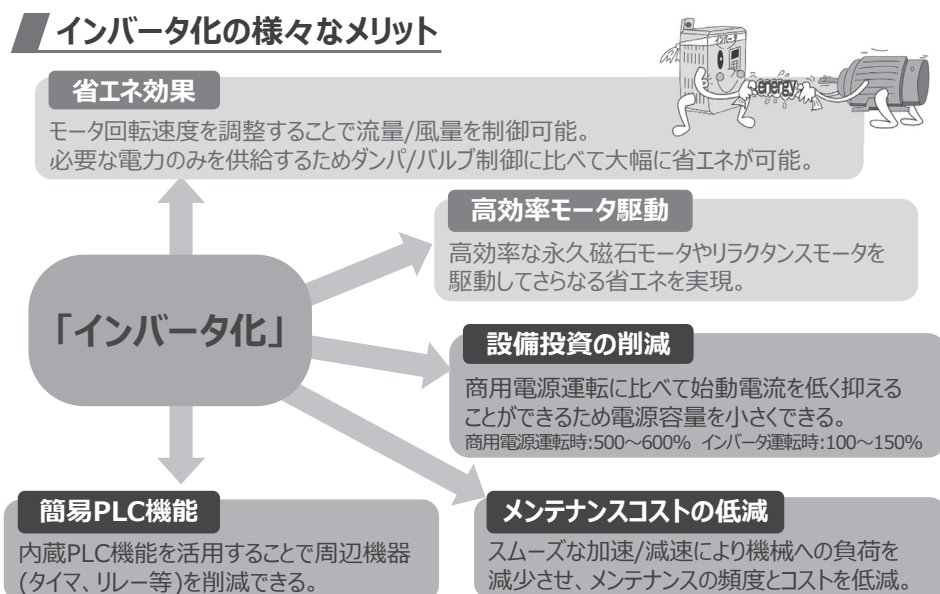 インバータ化の様々なメリット
インバータ
energy
省エネ効果
モータ回転速度を調整することで流量/風量を制御可能。
必要な電力のみを供給するためダンパ/バルブ制御に比べて大幅に省エネが可能。
高効率モータ駆動
高効率な永久磁石モータやリラクタンスモータを
駆動してさらなる省エネを実現。
「インバータ化」
設備投資の削減
商用電源運転に比べて始動電流を低く抑える
ことができるため電源容量を小さくできる。
商用電源運転時:500～600% インバータ運転時:100～150%
簡易PLC機能
内蔵PLC機能を活用することで周辺機器
(タイマ、リレー等)を削減できる。
メンテナンスコストの低減
スムーズな加速/減速により機械への負荷を
減少させ、メンテナンスの頻度とコストを低減。